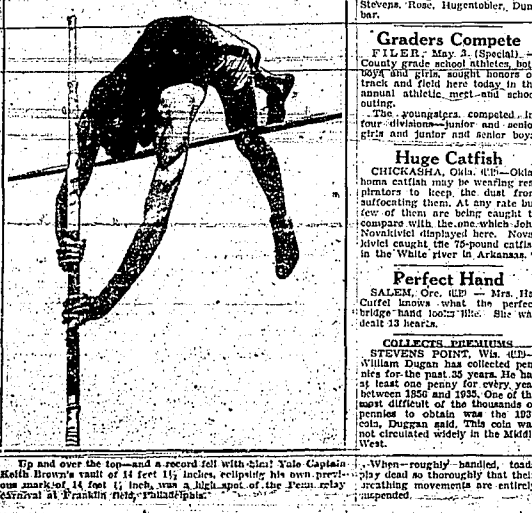 Up and over the top—and a record fell with him! Yale Captain
Keith Brown's vault of 14 feet 1½ inches, eclipsing his own previ-
ous mark of 14 feet ½ inch, was a high spot of the Penn relay
carnival at Franklin field, Philadelphia.
Stevens, Rose, Hugentobler, Dun
bar.
Graders Compete
FILER, May 3 (Special) —
County grade school athletes, bot
boys and girls, sought honors o
track and field here today in th
annual athletic meet and schoo
outing.
The youngsters competed in
four divisions—junior and senio
girls and junior and senior boys
Huge Catfish
CHICKASHA, Okla. (U.P.)—Okla
homa catfish may be wearing res
pirators to keep the dust from
suffocating them. At any rate bu
few of them are being caught t
compare with the one which Joh
Novakivici displayed here. Nova
kivici caught the 75-pound catfis
in the White river in Arkansas.
Perfect Hand
SALEM, Ore. (U.P.) — Mrs. Ha
Cuffel knows what the perfec
bridge hand looks like. She wa
dealt 13 hearts.
COLLECTS PREMIUMS
STEVENS POINT, Wis. (U.P.)—
William Dugan has collected pen
nies for the past 35 years. He ha
at least one penny for every yea
between 1856 and 1935. One of th
most difficult of the thousands o
pennies to obtain was the 193
coin, Duggan said. This coin wa
not circulated widely in the Middl
West.
When roughly handled, toads
play dead so thoroughly that thei
breathing movements are entirel
suspended.